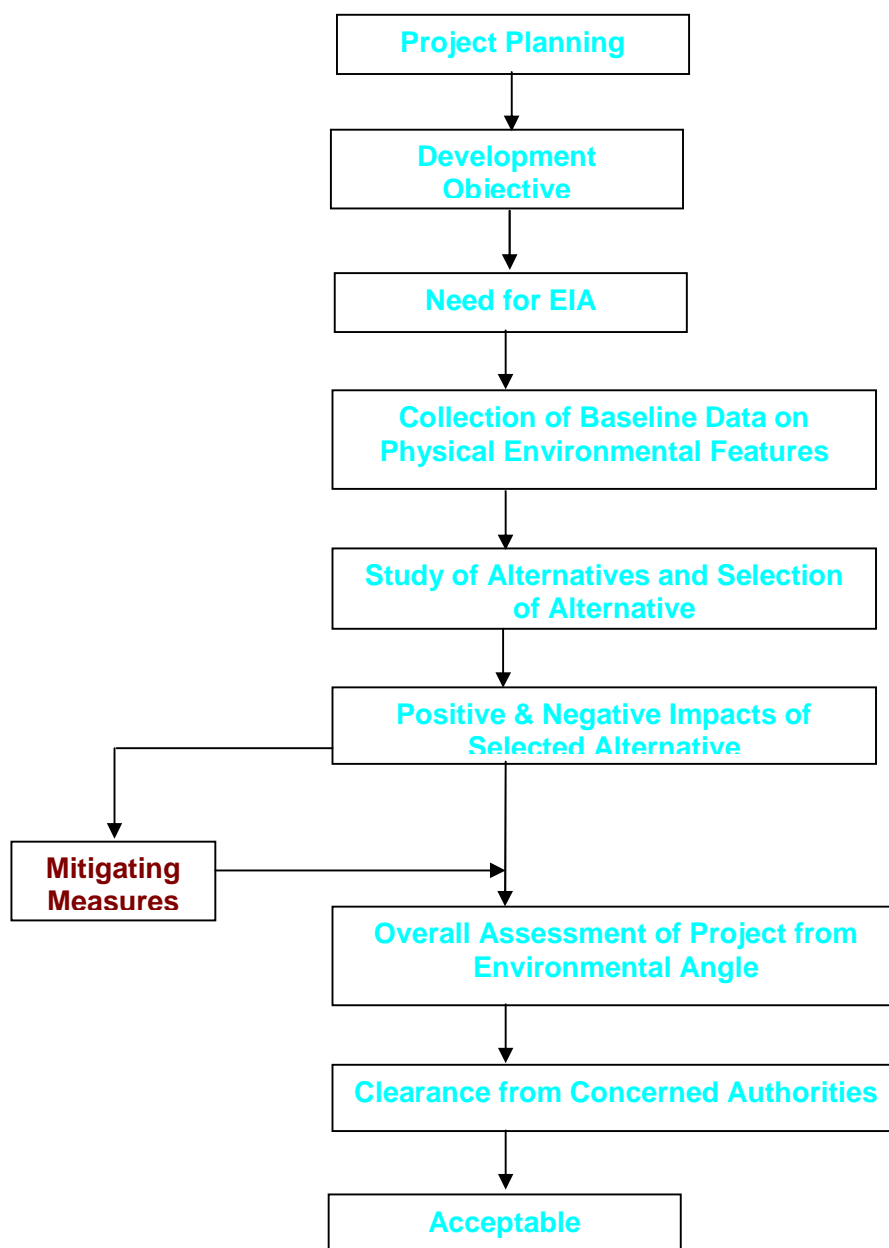 Project Planning
Development
Objective
Need for EIA
Collection of Baseline Data on
Physical Environmental Features
Study of Alternatives and Selection
of Alternative
Positive & Negative Impacts of
Selected Alternative
Mitigating
Measures
Overall Assessment of Project from
Environmental Angle
Clearance from Concerned Authorities
Acceptable